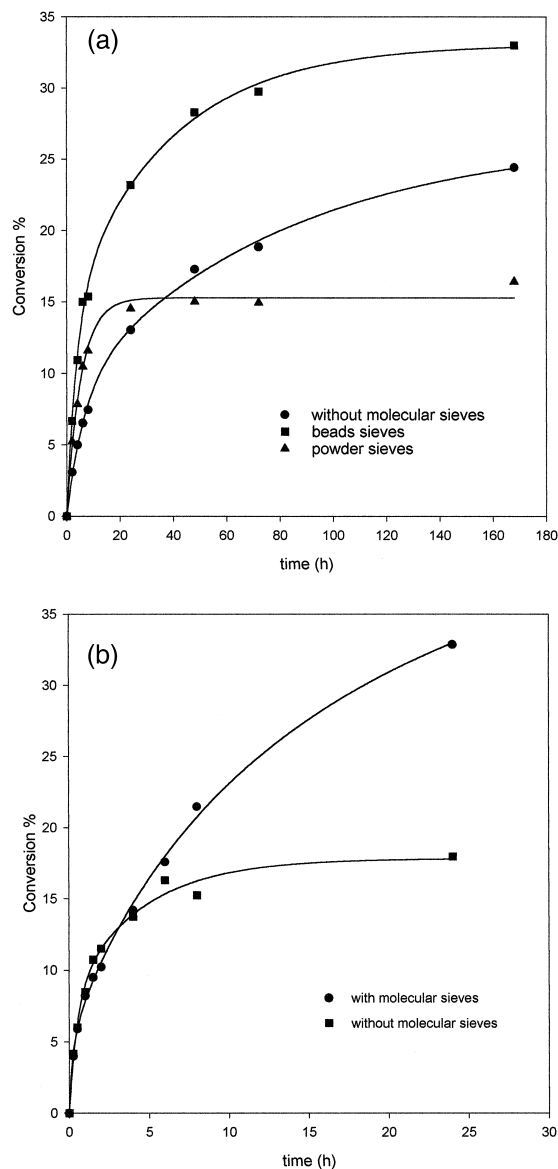 (a)
35
30
25
20
15
10
5
0
Conversion %
without molecular sieves
beads sieves
powder sieves
0 20 40 60 80 100 120 140 160 180
time (h)
(b)
35
30
25
20
15
10
5
0
Conversion %
with molecular sieves
without molecular sieves
0 5 10 15 20 25 30
time (h)